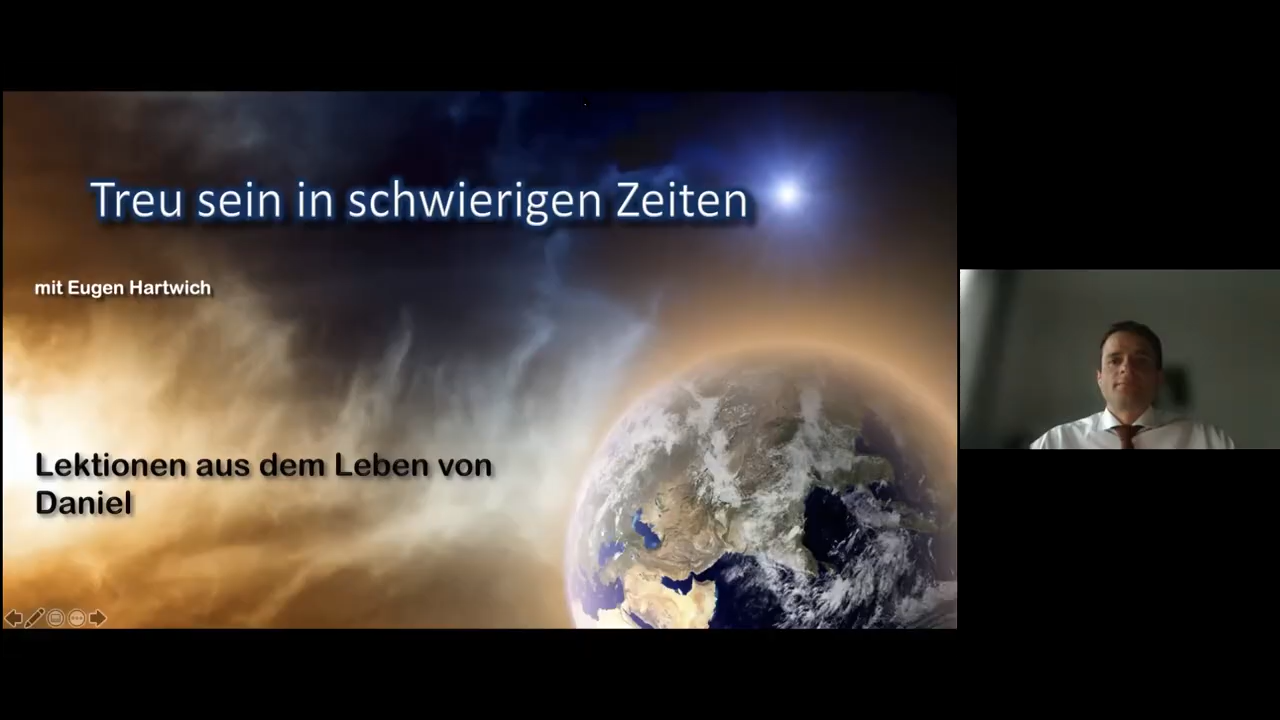 Treu sein in schwierigen Zeiten
mit Eugen Hartwich
Lektionen aus dem Leben von
Daniel